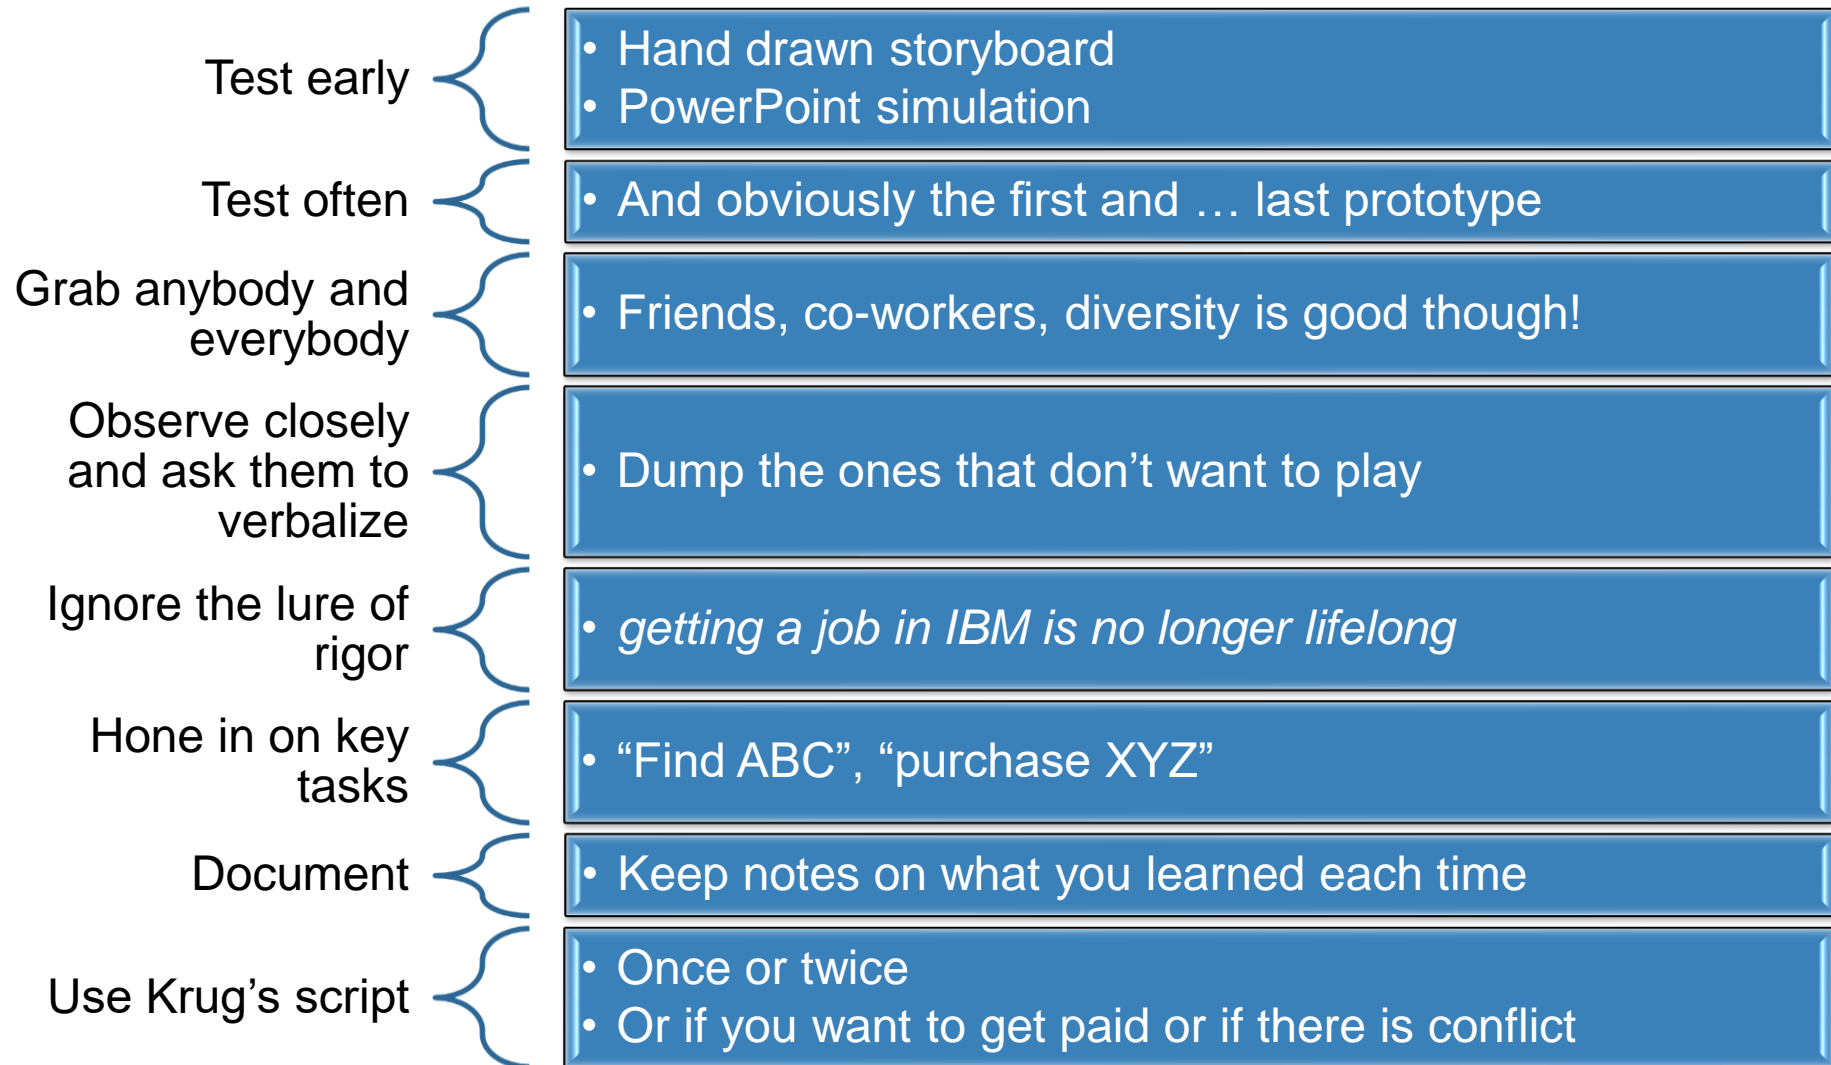 Test early
• Hand drawn storyboard
• PowerPoint simulation
Test often
• And obviously the first and … last prototype
Grab anybody and
everybody
• Friends, co-workers, diversity is good though!
Observe closely
and ask them to
verbalize
• Dump the ones that don’t want to play
Ignore the lure of
rigor
• getting a job in IBM is no longer lifelong
Hone in on key
tasks
• “Find ABC”, “purchase XYZ”
Document
• Keep notes on what you learned each time
Use Krug’s script
• Once or twice
• Or if you want to get paid or if there is conflict